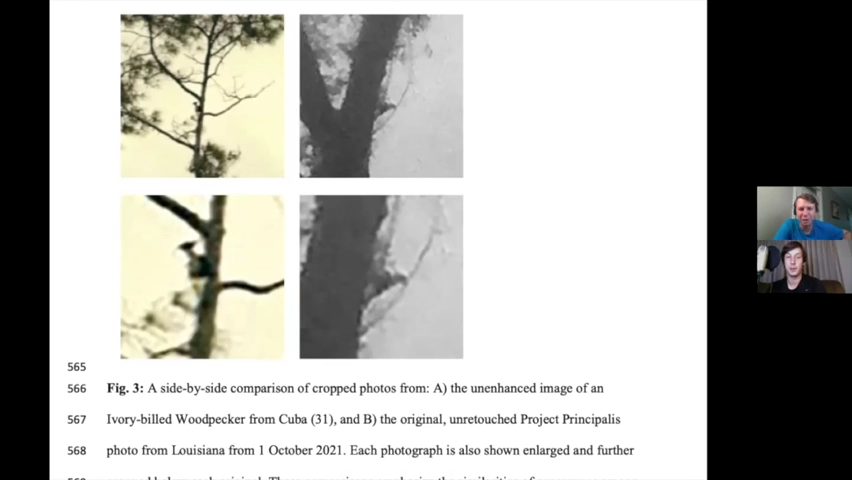 565
566 Fig. 3: A side-by-side comparison of cropped photos from: A) the unenhanced image of an
567 Ivory-billed Woodpecker from Cuba (31), and B) the original, unretouched Project Principalis
568 photo from Louisiana from 1 October 2021. Each photograph is also shown enlarged and further